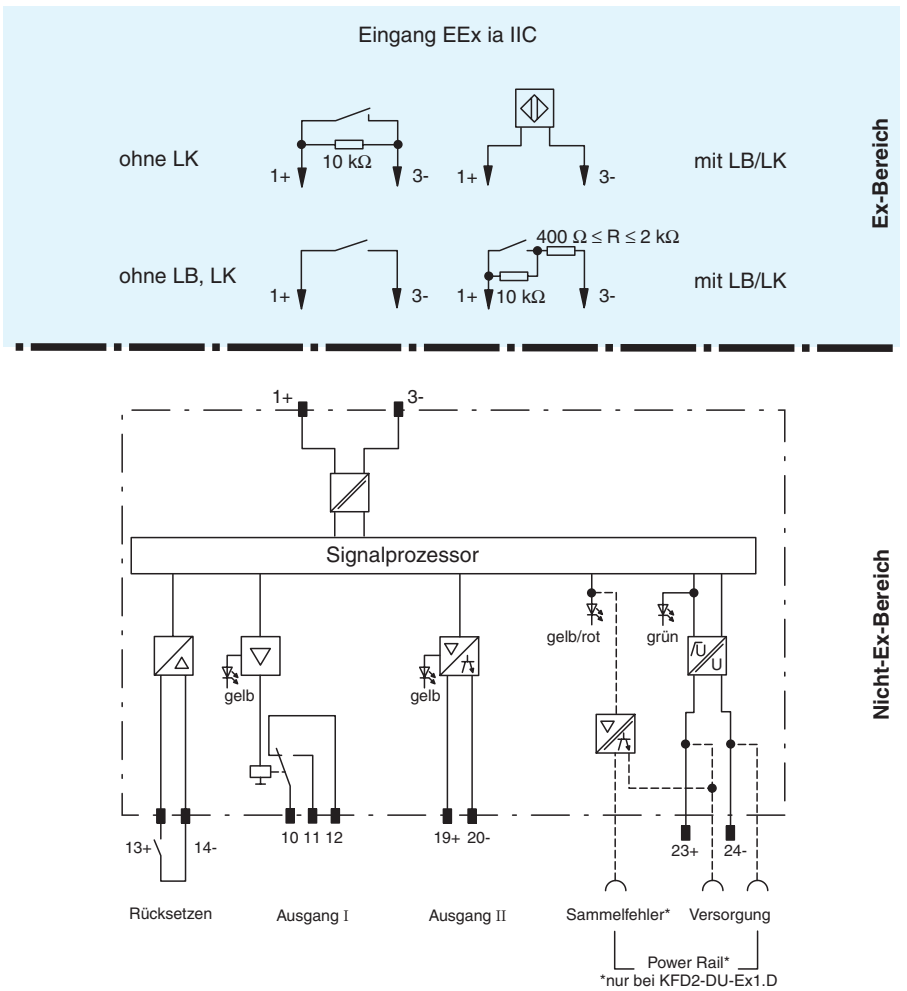 Eingang EEx ia IIC
ohne LK
10 kΩ
1+
3-
1+
3-
mit LB/LK
Ex-Bereich
400 Ω ≤ R ≤ 2 kΩ
ohne LB, LK
1+
3-
1+
10 kΩ
3-
mit LB/LK
1+
3-
Signalprozessor
gelb/rot
grün
gelb
gelb
Ū
U
Nicht-Ex-Bereich
13+
14-
10 11 12
19+ 20-
23+
24-
Rücksetzen
Ausgang I
Ausgang II
Sammelfehler*
Versorgung
Power Rail*
*nur bei KFD2-DU-Ex1.D